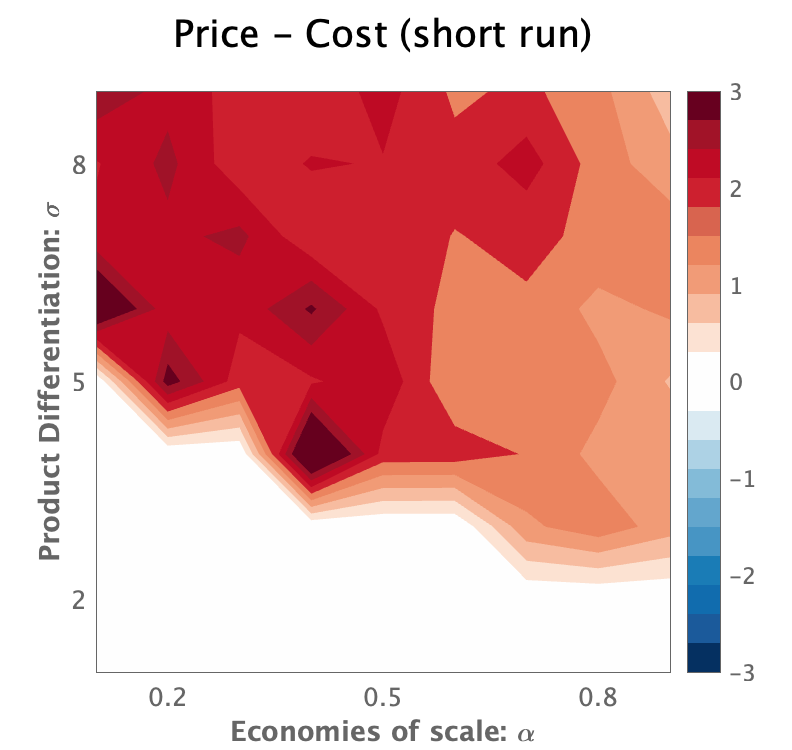 Price – Cost (short run)
3
2
1
0
−1
−2
−3
8
5
2
Product Differentiation: σ
0.2 0.5 0.8
Economies of scale: α